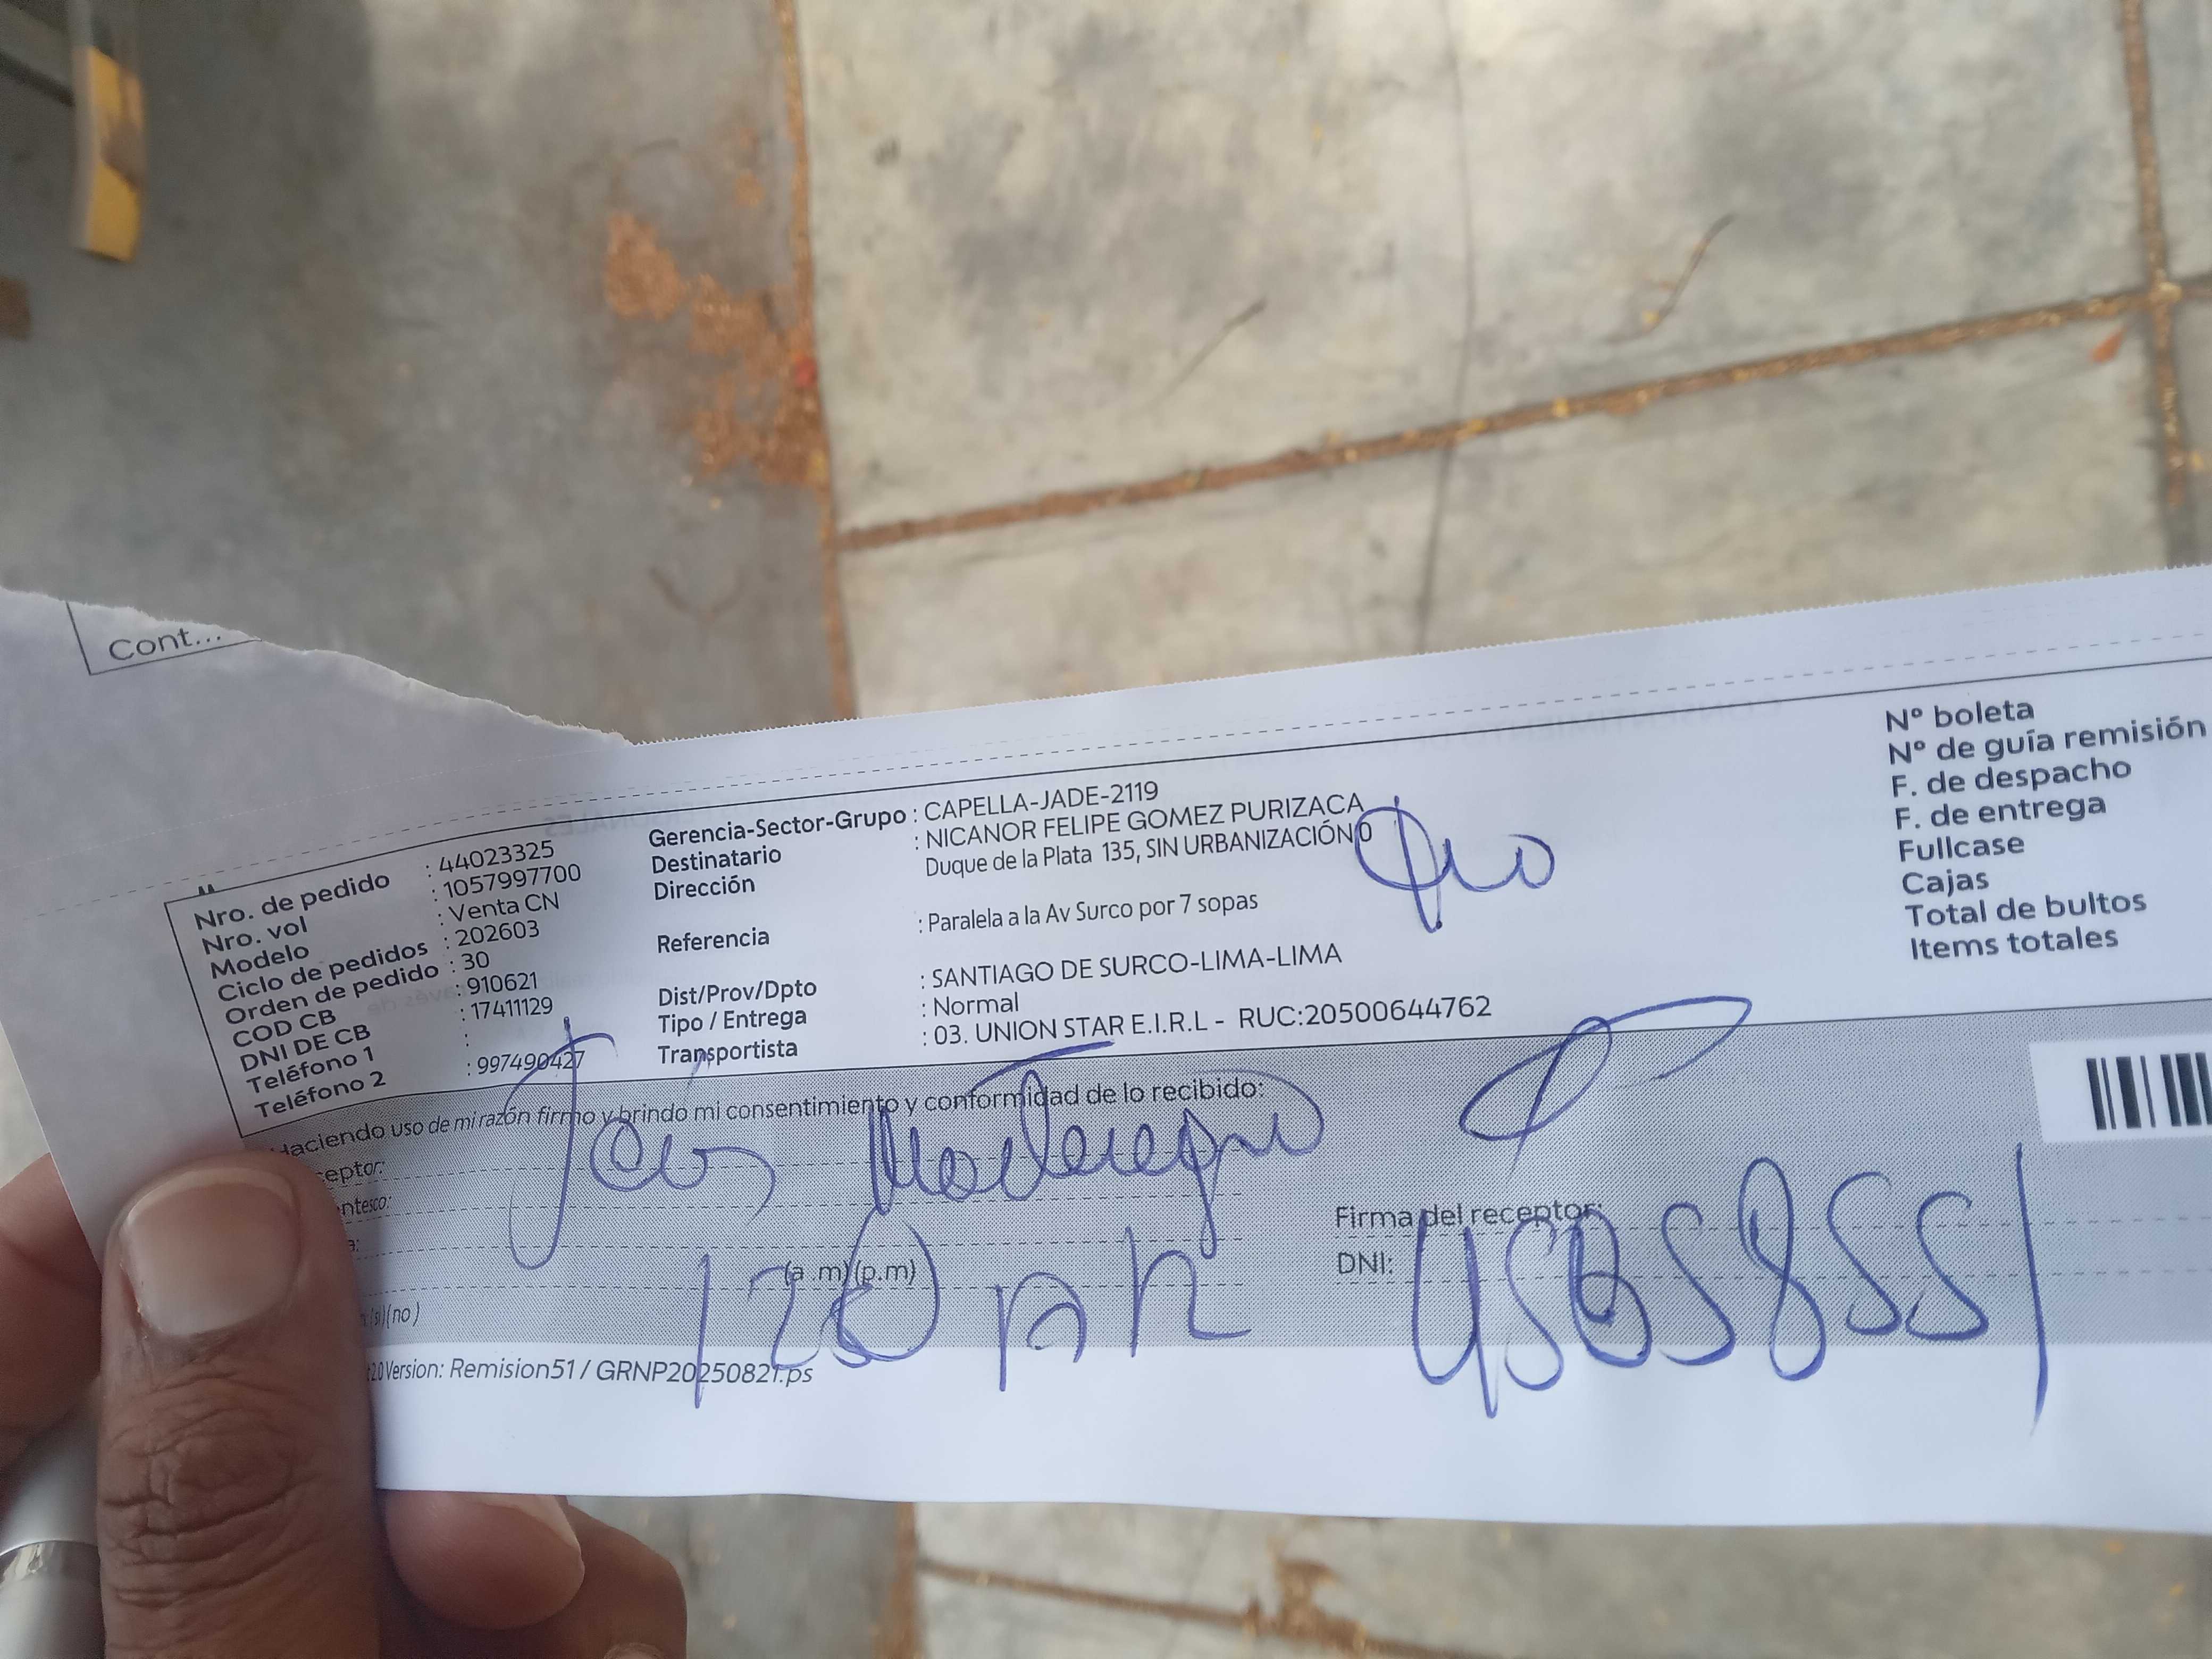 Cont...
Nro. de pedido : 44023325
Nro. vol : 1057997700
Modelo : Venta CN
Ciclo de pedidos : 202603
Orden de pedido : 30
COD CB : 910621
DNI DE CB : 17411129
Teléfono 1 :
Teléfono 2 : 997490427
Gerencia-Sector-Grupo : CAPELLA-JADE-2119
Destinatario : NICANOR FELIPE GOMEZ PURIZACA
Dirección Duque de la Plata 135, SIN URBANIZACIÓN 0
Referencia : Paralela a la Av Surco por 7 sopas
Dist/Prov/Dpto : SANTIAGO DE SURCO-LIMA-LIMA
Tipo / Entrega : Normal
Transportista : 03. UNION STAR E.I.R.L - RUC:20500644762
Nº boleta
Nº de guía remisión
F. de despacho
F. de entrega
Fullcase
Cajas
Total de bultos
Items totales
Haciendo uso de mi razón firmo y brindo mi consentimiento y conformidad de lo recibido:
ceptor:
ntesco:
a:
(a .m)(p.m)
(si)(no)
Firma del receptor:
DNI: 45858551
2.0 Version: Remision51 / GRNP20250821.ps